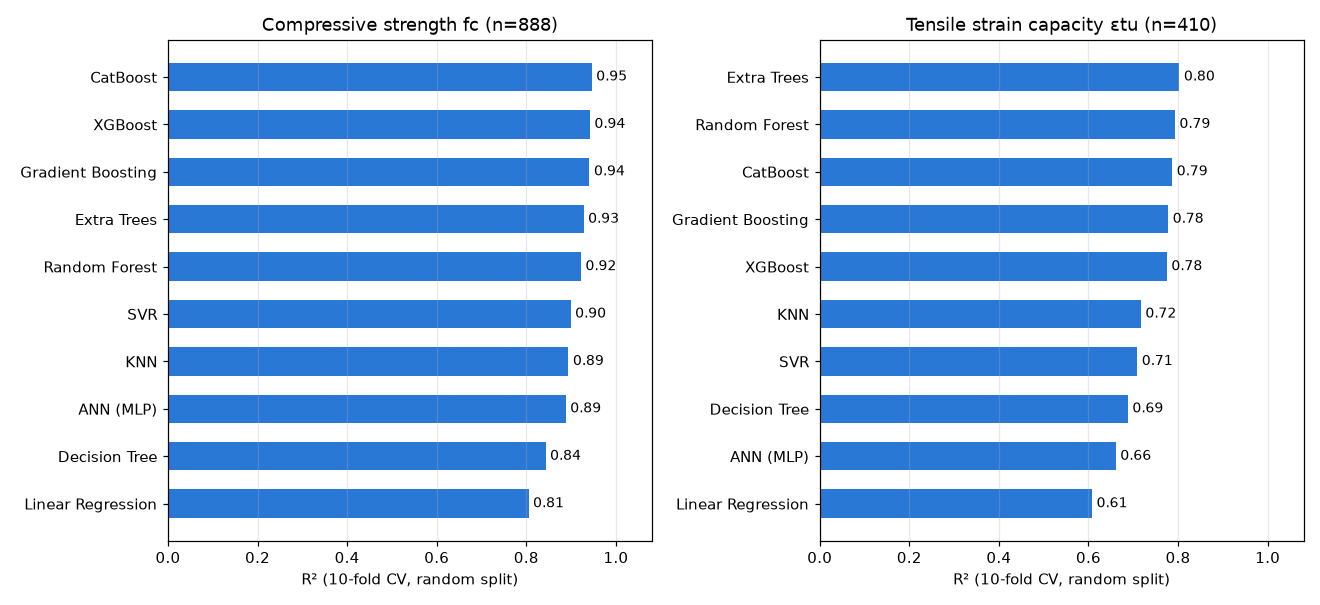 Compressive strength fc (n=888)
CatBoost 0.95
XGBoost 0.94
Gradient Boosting 0.94
Extra Trees 0.93
Random Forest 0.92
SVR 0.90
KNN 0.89
ANN (MLP) 0.89
Decision Tree 0.84
Linear Regression 0.81
0.0 0.2 0.4 0.6 0.8 1.0
R² (10-fold CV, random split)
Tensile strain capacity εtu (n=410)
Extra Trees 0.80
Random Forest 0.79
CatBoost 0.79
Gradient Boosting 0.78
XGBoost 0.78
KNN 0.72
SVR 0.71
Decision Tree 0.69
ANN (MLP) 0.66
Linear Regression 0.61
0.0 0.2 0.4 0.6 0.8 1.0
R² (10-fold CV, random split)